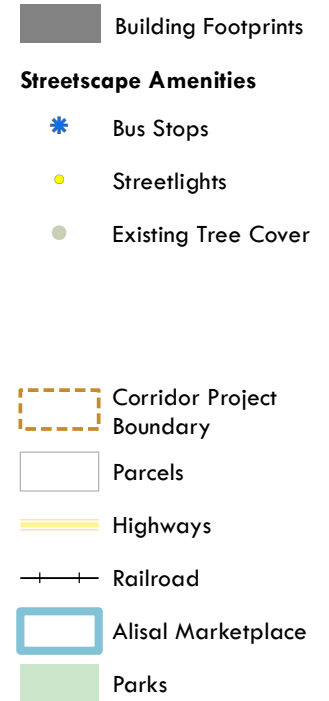 Building Footprints
Streetscape Amenities
Bus Stops
Streetlights
Existing Tree Cover
Corridor Project
Boundary
Parcels
Highways
Railroad
Alisal Marketplace
Parks